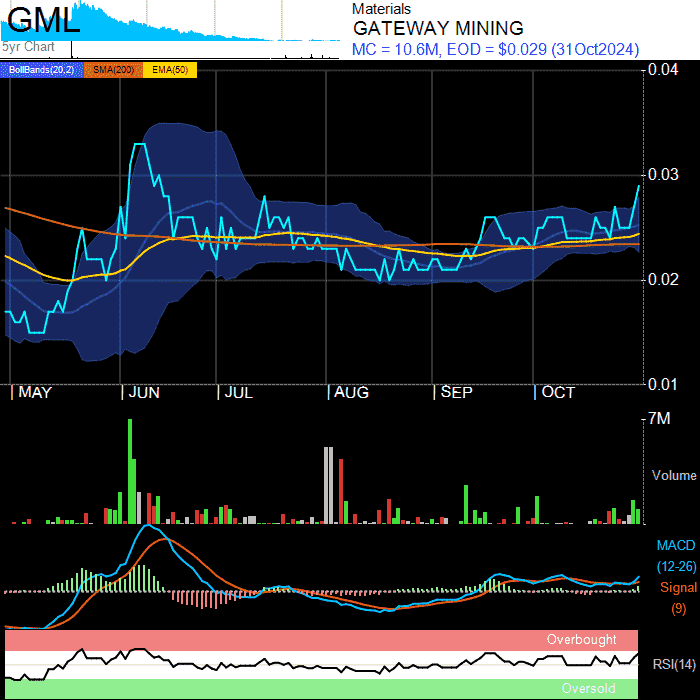 GML
5yr Chart
Materials
GATEWAY MINING
MC = 10.6M, EOD = $0.029 (31Oct2024)
BollBands(20,2) SMA(200) EMA(50)
0.04
0.03
0.02
0.01
MAY JUN JUL AUG SEP OCT
7M
Volume
MACD
(12-26)
Signal
(9)
Overbought
RSI(14)
Oversold